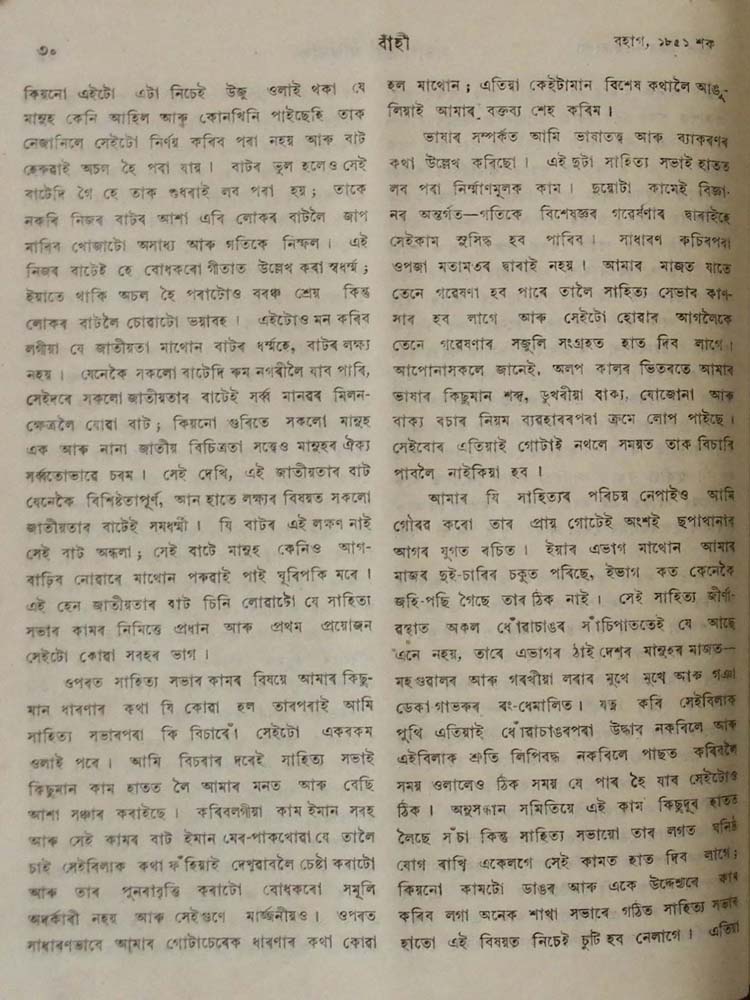 ৩০
বাঁহী
বহাগ, ১৮৫১ শক
কিয়নো এইটো এটা নিচেই উজু ওলাই থকা যে
মানুহ কেনি আহিল আৰু কোনখিনি পাইছেহি তাক
নেজানিলে সেইটো নিৰ্ণয় কৰিব পৰা নহয় আৰু বাট
হেৰুৱাই অচল হৈ পৰা যায়। বাটৰ ভুল হলেও সেই
বাটেদি গৈ হে তাক শুধৰাই লব পৰা হয়; তাকে
নকৰি নিজৰ বাটৰ আশা এৰি লোকৰ বাটলৈ জাপ
মাৰিব খোজাটো অসাধ্য আৰু গতিকে নিস্ফল। এই
নিজৰ বাটেই হে বোধকৰো গীতাত উল্লেখ কৰা স্বধৰ্ম্ম;
ইয়াতে থাকি অচল হৈ পৰাটোও বৰঞ্চ শ্ৰেয় কিন্তু
লোকৰ বাটলৈ চোৱাটো ভয়াবহ। এইটোও মন কৰিব
লগীয়া যে জাতীয়তা মাথোন বাটৰ ধৰ্ম্মহে, বাটৰ লক্ষ্য
নহয়। যেনেকৈ সকলো বাটেদি ৰুম নগৰীলৈ যাব পাৰি,
সেইদৰে সকলো জাতীয়তাৰ বাটেই সৰ্ব্ব মানৱৰ মিলন-
ক্ষেত্ৰলৈ যোৱা বাট; কিয়নো গুৰিতে সকলো মানুহ
এক আৰু নানা জাতীয় বিচিত্ৰতা সত্ত্বেও মানুহৰ ঐক্য
সৰ্ব্বতোভাৱে চৰম। সেই দেখি, এই জাতীয়তাৰ বাট
যেনেকৈ বিশিষ্টতাপূৰ্ণ, আন হাতে লক্ষ্যৰ বিষয়ত সকলো
জাতীয়তাৰ বাটেই সমধৰ্ম্মী। যি বাটৰ এই লক্ষণ নাই
সেই বাট অন্ধলা; সেই বাটে মানুহ কেনিও আগ-
বাঢ়িব নোৱাৰে মাথোন পৰুৱাই পাই ঘূৰিপকি মৰে।
এই হেন জাতীয়তাৰ বাট চিনি লোৱাটো যে সাহিত্য
সভাৰ কামৰ নিমিত্তে প্ৰধান আৰু প্ৰথম প্ৰয়োজন
সেইটো কোৱা সৰহৰ ভাগ।
ওপৰত সাহিত্য সভাৰ কামৰ বিষয়ে আমাৰ কিছু-
মান ধাৰণাৰ কথা যি কোৱা হল তাৰপৰাই আমি
সাহিত্য সভাৰপৰা কি বিচাৰোঁ সেইটো একৰকম
ওলাই পৰে। আমি বিচৰাৰ দৰেই সাহিত্য সভাই
কিছুমান কাম হাতত লৈ আমাৰ মনত আৰু বেছি
আশা সঞ্চাৰ কৰাইছে। কৰিবলগীয়া কাম ইমান সৰহ
আৰু সেই কামৰ বাট ইমান মেৰ-পাকখোৱা যে তালৈ
চাই সেইবিলাক কথা ফঁহিয়াই দেখুৱাবলৈ চেষ্টা কৰাটো
আৰু তাৰ পুনৰাবৃত্তি কৰাটো বোধকৰো সমূলি
অদৰ্কাৰী নহয় আৰু সেইগুণে মাৰ্জ্জনীয়ও। ওপৰত
সাধাৰণভাবে আমাৰ গোটাচেৰেক ধাৰণাৰ কথা কোৱা
হল মাথোন; এতিয়া কেইটামান বিশেষ কথালৈ আঙু-
লিয়াই আমাৰ বক্তব্য শেহ কৰিম।
ভাষাৰ সম্পৰ্কত আমি ভাষাতত্ত্ব আৰু ব্যাকৰণৰ
কথা উল্লেখ কৰিছো। এই ছটা সাহিত্য সভাই হাতত
লব পৰা নিৰ্ম্মাণমূলক কাম। দুয়োটা কামেই বিজ্ঞা-
নৰ অন্তৰ্গত—গতিকে বিশেষজ্ঞৰ গৱেৰ্ষণাৰ দ্বাৰাইহে
সেইকাম সুসিদ্ধ হব পাৰিব। সাধাৰণ ৰুচিৰপৰা
ওপজা মতামতৰ দ্বাৰাই নহয়। আমাৰ মাজত যাতে
তেনে গৱেষণা হব পাৰে তালৈ সাহিত্য সেভাৰ কাণ-
সাৰ হব লাগে আৰু সেইটো হোৱাৰ আগলৈকে
তেনে গৱেষণাৰ সজুলি সংগ্ৰহত হাত দিব লাগে।
আপোনাসকলে জানেই, অলপ কালৰ ভিতৰতে আমাৰ
ভাষাৰ কিছুমান শব্দ, ডুখৰীয়া বাক্য, যোজোনা আৰু
বাক্য ৰচাৰ নিয়ম ব্যৱহাৰৰপৰা ক্ৰমে লোপ পাইছে।
সেইবোৰ এতিয়াই গোটাই নথলে সময়ত তাক বিচাৰি
পাবলৈ নাইকিয়া হব।
আমাৰ যি সাহিত্যৰ পৰিচয় নেপাইও আমি
গৌৰৱ কৰো তাৰ প্ৰায় গোটেই অংশই ছপাখানাৰ
আগৰ যুগত ৰচিত। ইয়াৰ এভাগ মাথোন আমাৰ
মাজৰ দুই-চাৰিৰ চকুত পৰিছে, ইভাগ কত কেনেকৈ
জহি-পছি গৈছে তাৰ ঠিক নাই। সেই সাহিত্য জীৰ্ণা-
ৱস্থাত অকল ধোঁৱাচাঙৰ সাঁচিপাততেই যে আছে
এনে নহয়, তাৰে এভাগৰ ঠাই দেশৰ মানুহৰ মাজত—
মহগুৱালৰ আৰু গৰখীয়া লৰাৰ মুখে মুখে আৰু গঞা
ডেকা-গাভৰুৰ ৰং-ধেমালিত। যত্ন কৰি সেইবিলাক
পুথি এতিয়াই ধোঁৱাচাঙৰপৰা উদ্ধাৰ নকৰিলে আৰু
এইবিলাক শ্ৰুতি লিপিবদ্ধ নকৰিলে পাছত কৰিবলৈ
সময় ওলালেও ঠিক সময় যে পাৰ হৈ যাব সেইটোও
ঠিক। অনুসন্ধান সমিতিয়ে এই কাম কিছুদূৰ হাতত
লৈছে সঁচা কিন্তু সাহিত্য সভায়ো তাৰ লগত ঘনিষ্ঠ
যোগ ৰাখি একেলগে সেই কামত হাত দিব লাগে;
কিয়নো কামটো ডাঙৰ আৰু একে উদ্দেশ্যৰে কাম
কৰিব লগা অনেক শাখা সভাৰে গঠিত সাহিত্য সভাৰ
হাতো এই বিষয়ত নিচেই চুটি হব নেলাগে। এতিয়া